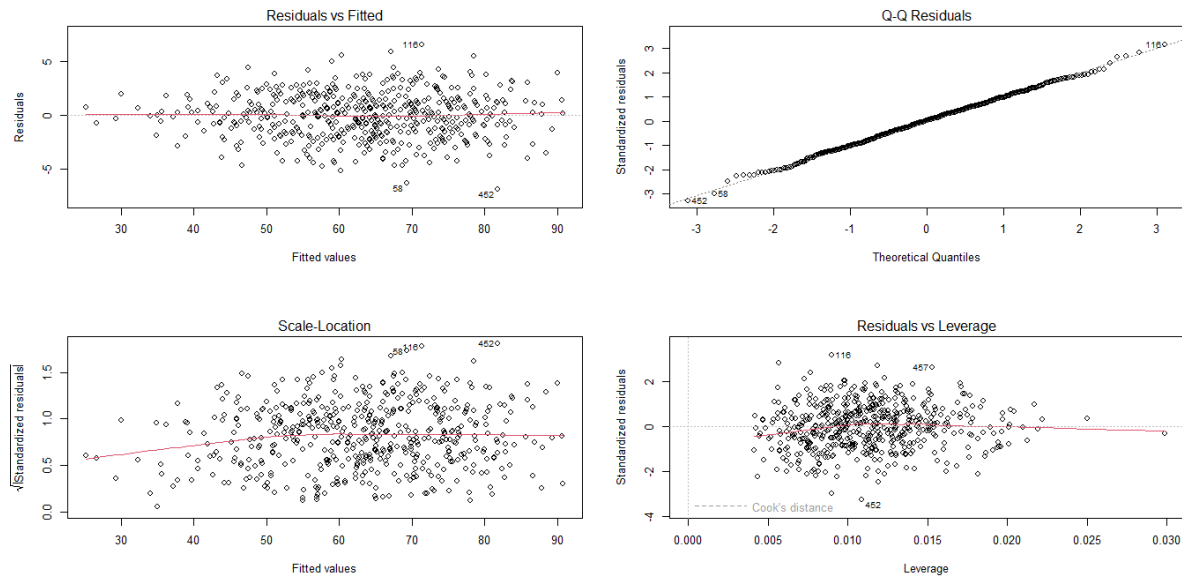 Residuals vs Fitted
Residuals
5
0
-5
116
58
452
30 40 50 60 70 80 90
Fitted values
Q-Q Residuals
Standardized residuals
3
2
1
0
-1
-2
-3
116
58
452
-3 -2 -1 0 1 2 3
Theoretical Quantiles
Scale-Location
√|Standardized residuals|
1.5
1.0
0.5
0.0
58 116 452
30 40 50 60 70 80 90
Fitted values
Residuals vs Leverage
Standardized residuals
2
0
-2
-4
116
457
452
Cook's distance
0.000 0.005 0.010 0.015 0.020 0.025 0.030
Leverage